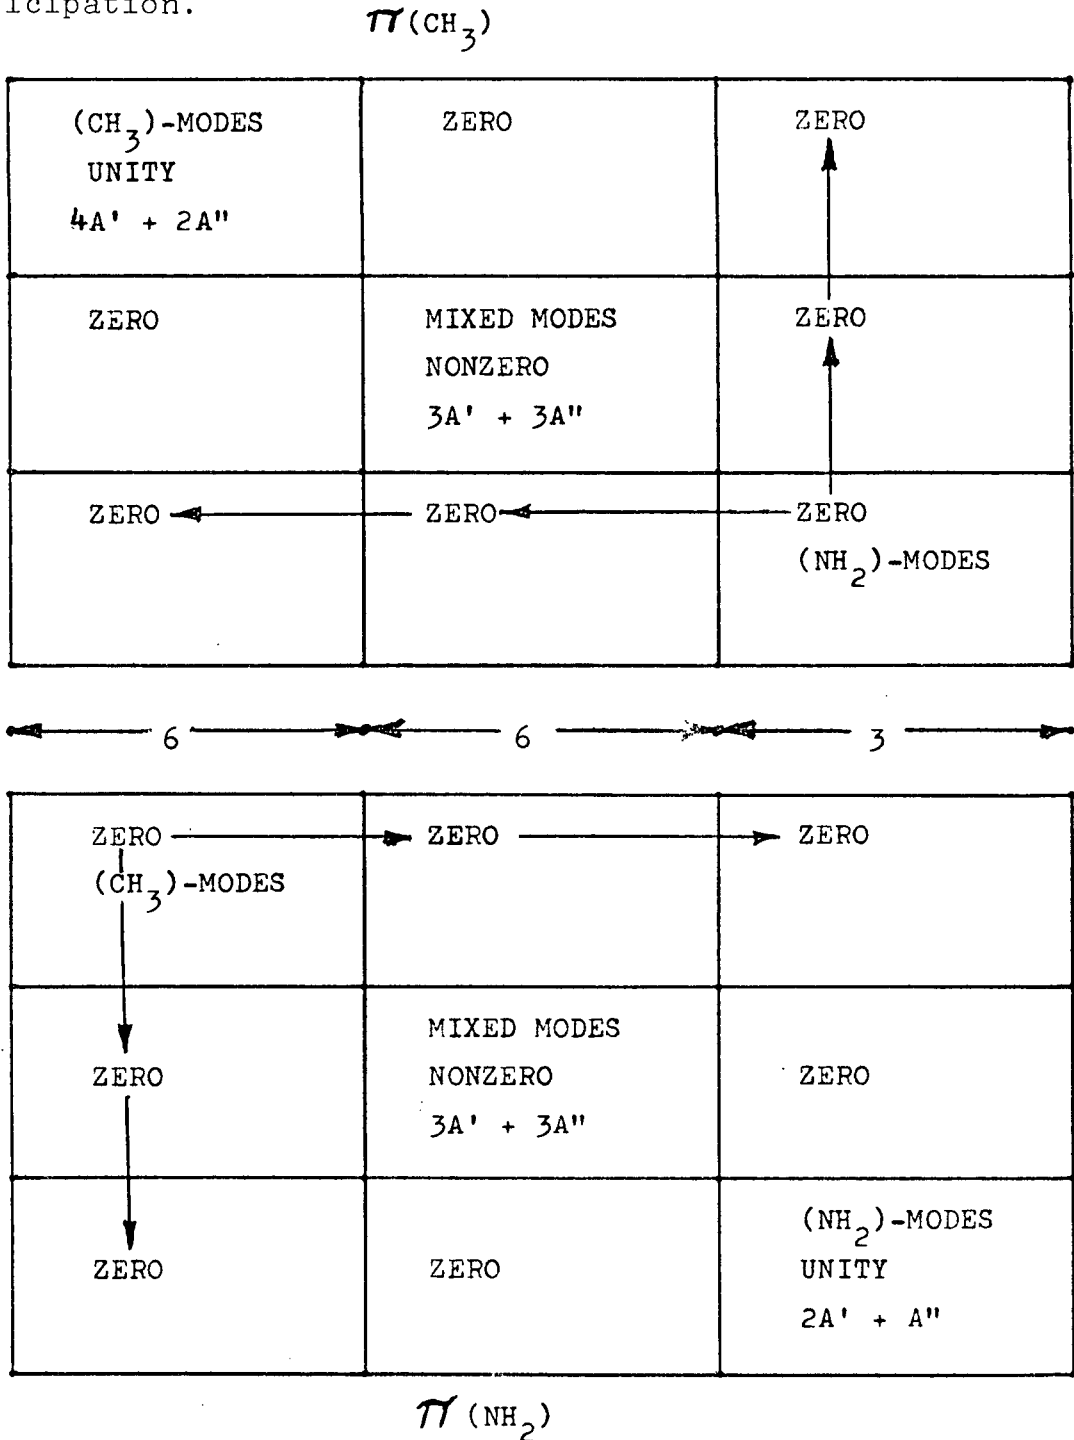 icipation.
π(CH₃)
(CH₃)-MODES ZERO ZERO
UNITY
4A' + 2A"
ZERO MIXED MODES ZERO
NONZERO
3A' + 3A"
ZERO ZERO ZERO
(NH₂)-MODES
6 6 3
ZERO ZERO ZERO
(CH₃)-MODES
MIXED MODES
ZERO NONZERO ZERO
3A' + 3A"
(NH₂)-MODES
ZERO ZERO UNITY
2A' + A"
π(NH₂)